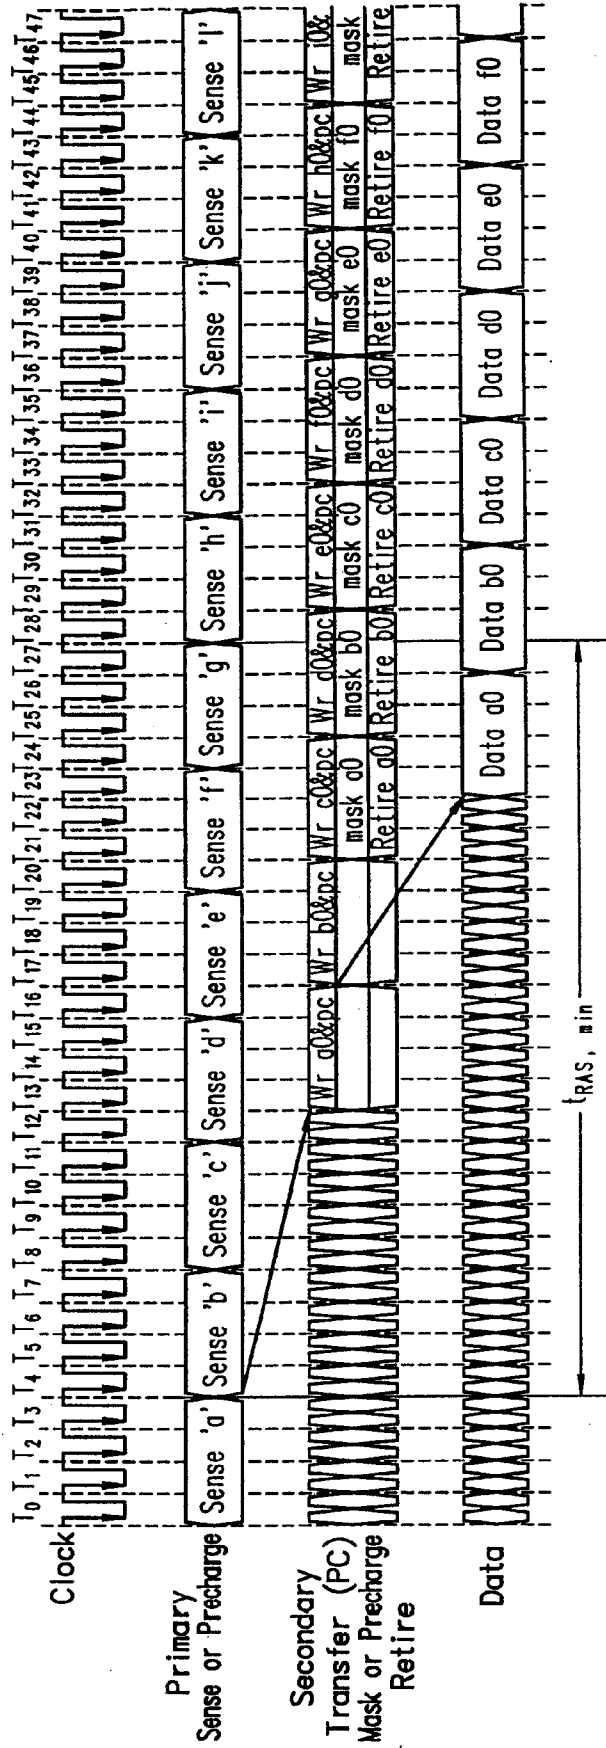 T0 T1 T2 T3 T4 T5 T6 T7 T8 T9 T10 T11 T12 T13 T14 T15 T16 T17 T18 T19 T20 T21 T22 T23 T24 T25 T26 T27 T28 T29 T30 T31 T32 T33 T34 T35 T36 T37 T38 T39 T40 T41 T42 T43 T44 T45 T46 T47
Clock
Primary
Sense or Precharge
Sense 'a' Sense 'b' Sense 'c' Sense 'd' Sense 'e' Sense 'f' Sense 'g' Sense 'h' Sense 'i' Sense 'j' Sense 'k' Sense 'l'
Secondary
Transfer (PC)
Mask or Precharge
Retire
Wr a0&pc Wr b0&pc Wr c0&pc Wr d0&pc Wr e0&pc Wr f0&pc Wr g0&pc Wr h0&pc Wr i0&
mask a0 mask b0 mask c0 mask d0 mask e0 mask f0 mask
Retire a0 Retire b0 Retire c0 Retire d0 Retire e0 Retire f0 Retire
Data
Data a0 Data b0 Data c0 Data d0 Data e0 Data f0
tRAS, min